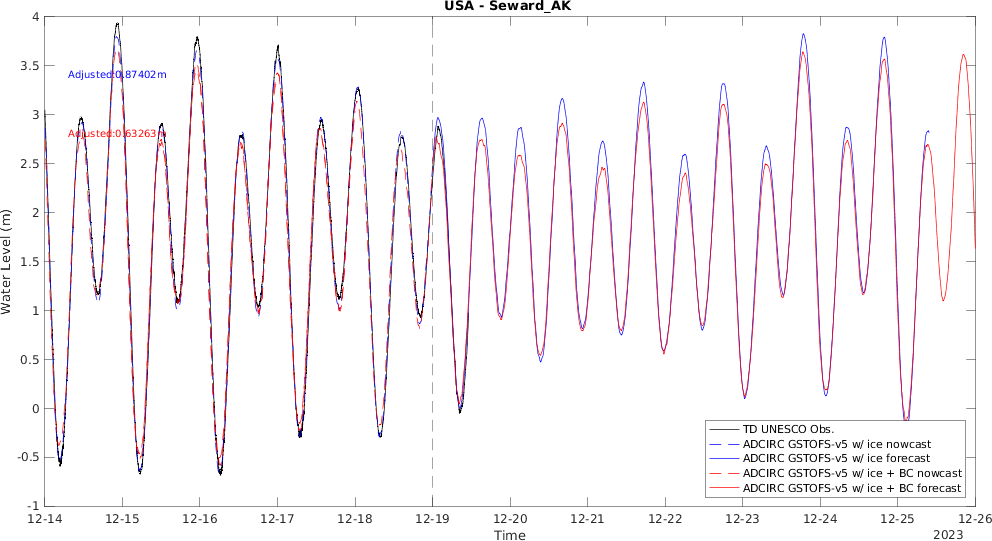 USA - Seward_AK
4
3.5
3
2.5
2
1.5
1
0.5
0
-0.5
-1
Water Level (m)
Adjusted:0.87402m
Adjusted:0.63263m
TD UNESCO Obs.
ADCIRC GSTOFS-v5 w/ ice nowcast
ADCIRC GSTOFS-v5 w/ ice forecast
ADCIRC GSTOFS-v5 w/ ice + BC nowcast
ADCIRC GSTOFS-v5 w/ ice + BC forecast
12-14
12-15
12-16
12-17
12-18
12-19
12-20
12-21
12-22
12-23
12-24
12-25
12-26
Time
2023